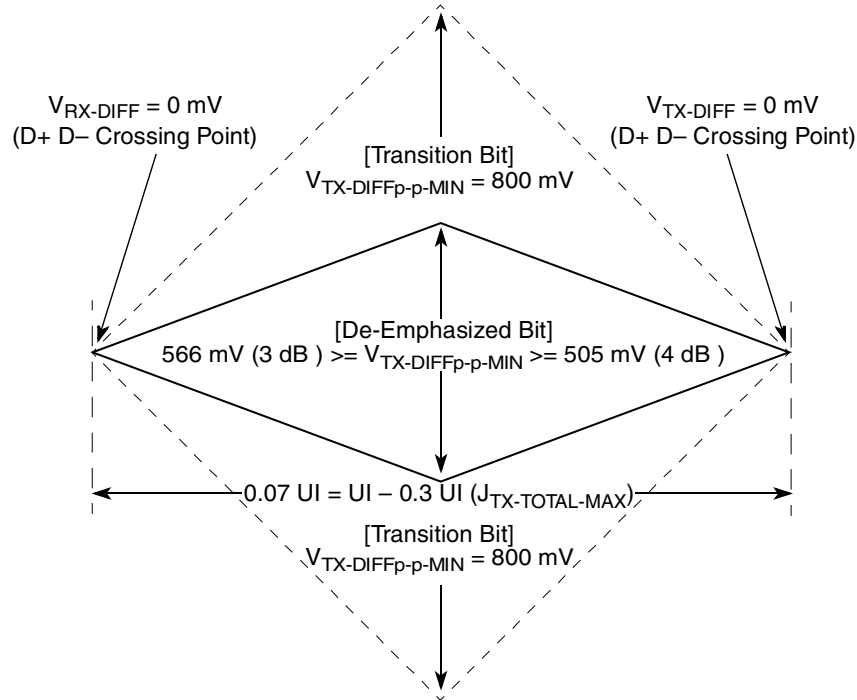 V_RX-DIFF = 0 mV
(D+ D– Crossing Point)
V_TX-DIFF = 0 mV
(D+ D– Crossing Point)
[Transition Bit]
V_TX-DIFFp-p-MIN = 800 mV
[De-Emphasized Bit]
566 mV (3 dB ) >= V_TX-DIFFp-p-MIN >= 505 mV (4 dB )
0.07 UI = UI – 0.3 UI (J_TX-TOTAL-MAX)
[Transition Bit]
V_TX-DIFFp-p-MIN = 800 mV